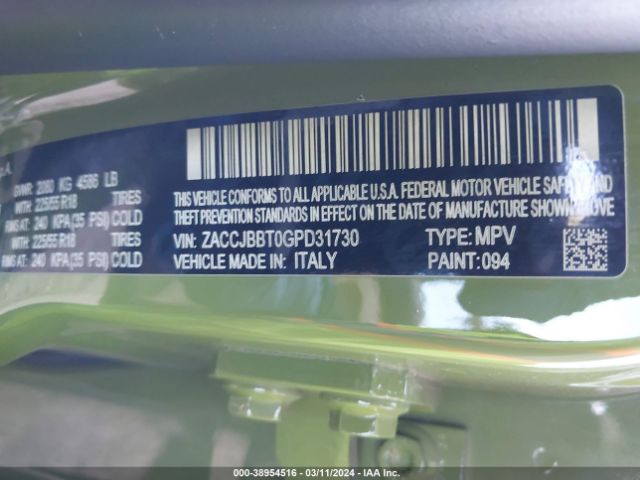 GVWR: 2080 KG 4586 LB
WITH: 225/55 R18 TIRES
RIMS AT: 240 KPA(35 PSI) COLD
WITH: 225/55 R18 TIRES
RIMS AT: 240 KPA(35 PSI) COLD
THIS VEHICLE CONFORMS TO ALL APPLICABLE U.S.A. FEDERAL MOTOR VEHICLE SAFETY AND
THEFT PREVENTION STANDARDS IN EFFECT ON THE DATE OF MANUFACTURE SHOWN ABOVE
VIN: ZACCJBBT0GPD31730 TYPE: MPV
VEHICLE MADE IN: ITALY PAINT: 094
000-38954516 - 03/11/2024 - IAA Inc.